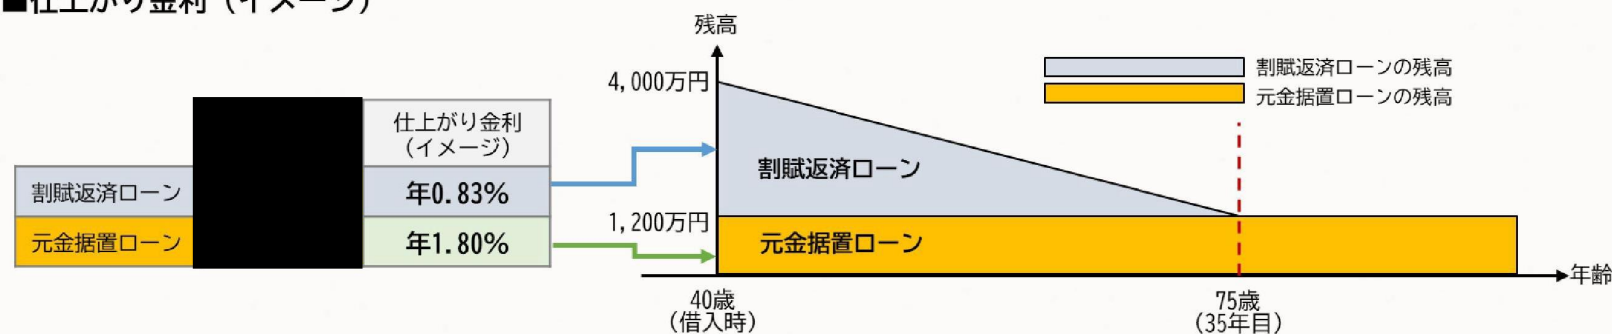 ■仕上がり金利（イメージ）
仕上がり金利
（イメージ）
割賦返済ローン
年0.83%
元金据置ローン
年1.80%
残高
4,000万円
1,200万円
割賦返済ローンの残高
元金据置ローンの残高
割賦返済ローン
元金据置ローン
年齢
40歳
（借入時）
75歳
（35年目）